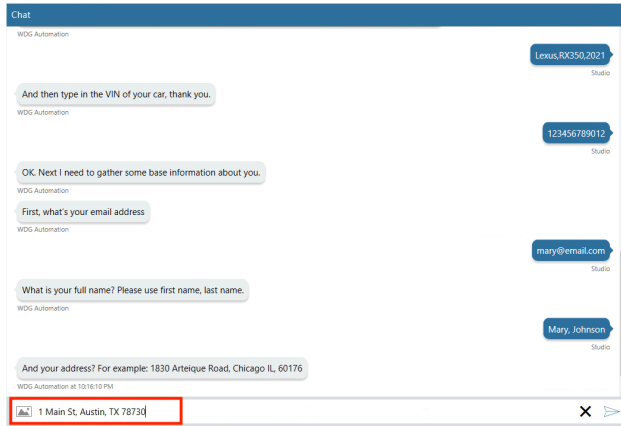 Chat
WDG Automation
Lexus,RX350,2021
Studio
And then type in the VIN of your car, thank you.
WDG Automation
123456789012
Studio
OK. Next I need to gather some base information about you.
WDG Automation
First, what's your email address
WDG Automation
mary@email.com
Studio
What is your full name? Please use first name, last name.
WDG Automation
Mary, Johnson
Studio
And your address? For example: 1830 Arteique Road, Chicago IL, 60176
WDG Automation at 10:16:10 PM
1 Main St, Austin, TX 78730